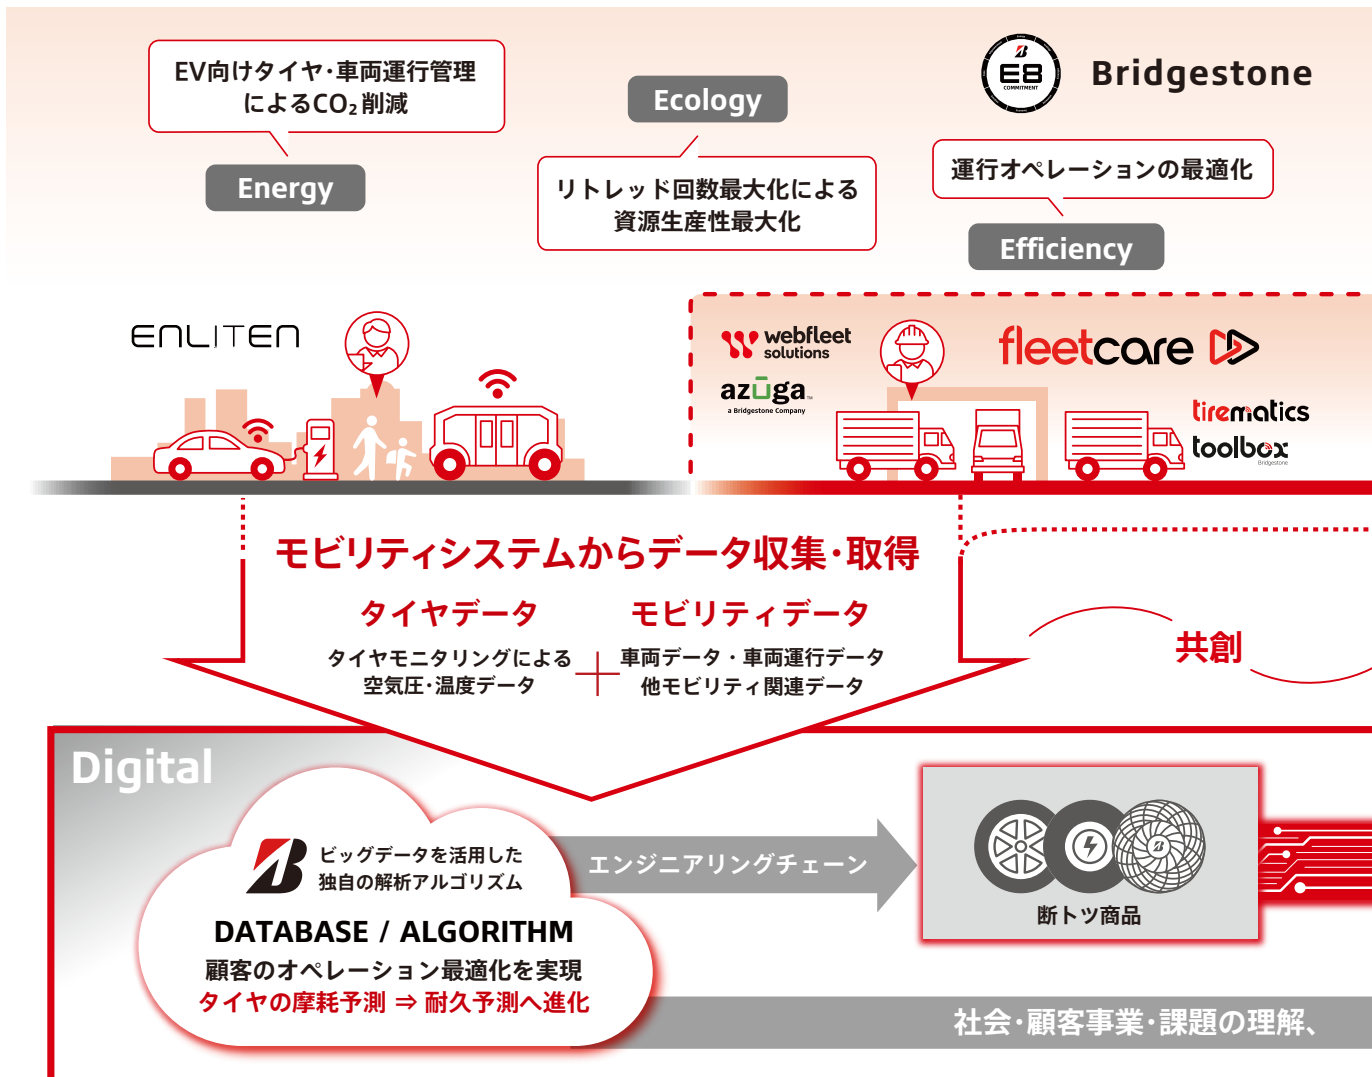 EV向けタイヤ・車両運行管理
によるCO₂削減
Energy
Ecology
リトレッド回数最大化による
資源生産性最大化
E8
COMMITMENT
Bridgestone
運行オペレーションの最適化
Efficiency
ENLITEN
webfleet
solutions
azūga™
a Bridgestone Company
fleetcare
tirematics
toolbox
Bridgestone
モビリティシステムからデータ収集・取得
タイヤデータ
タイヤモニタリングによる
空気圧・温度データ
モビリティデータ
車両データ・車両運行データ
他モビリティ関連データ
共創
Digital
B
ビッグデータを活用した
独自の解析アルゴリズム
DATABASE / ALGORITHM
顧客のオペレーション最適化を実現
タイヤの摩耗予測 ⇒ 耐久予測へ進化
エンジニアリングチェーン
断トツ商品
社会・顧客事業・課題の理解、